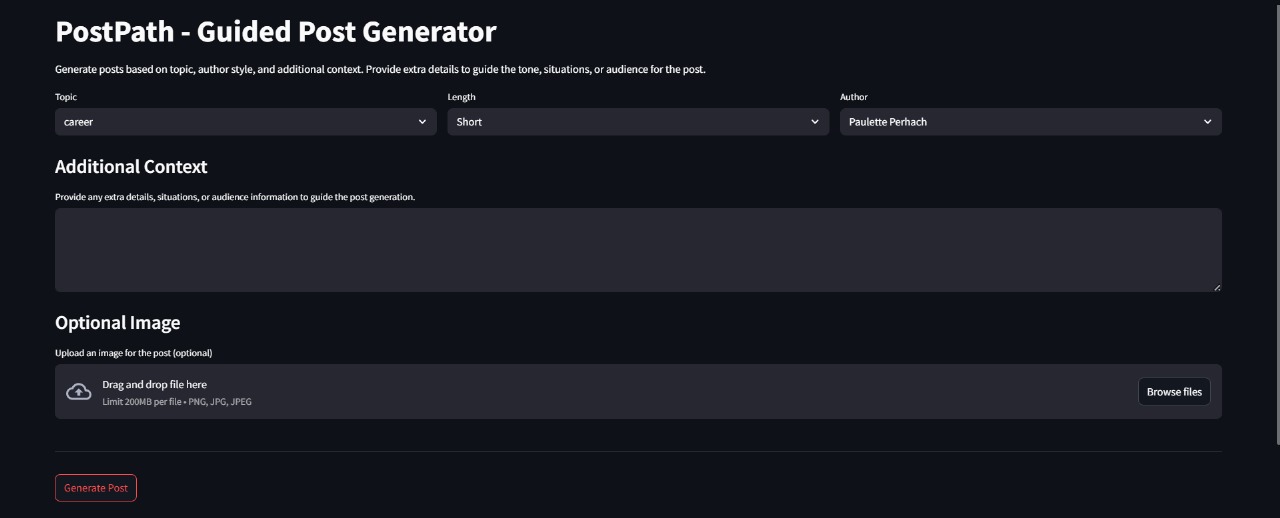 PostPath - Guided Post Generator
Generate posts based on topic, author style, and additional context. Provide extra details to guide the tone, situations, or audience for the post.
Topic
Length
Author
career
Short
Paulette Perhach
Additional Context
Provide any extra details, situations, or audience information to guide the post generation.
Optional Image
Upload an image for the post (optional)
Drag and drop file here
Limit 200MB per file • PNG, JPG, JPEG
Browse files
Generate Post